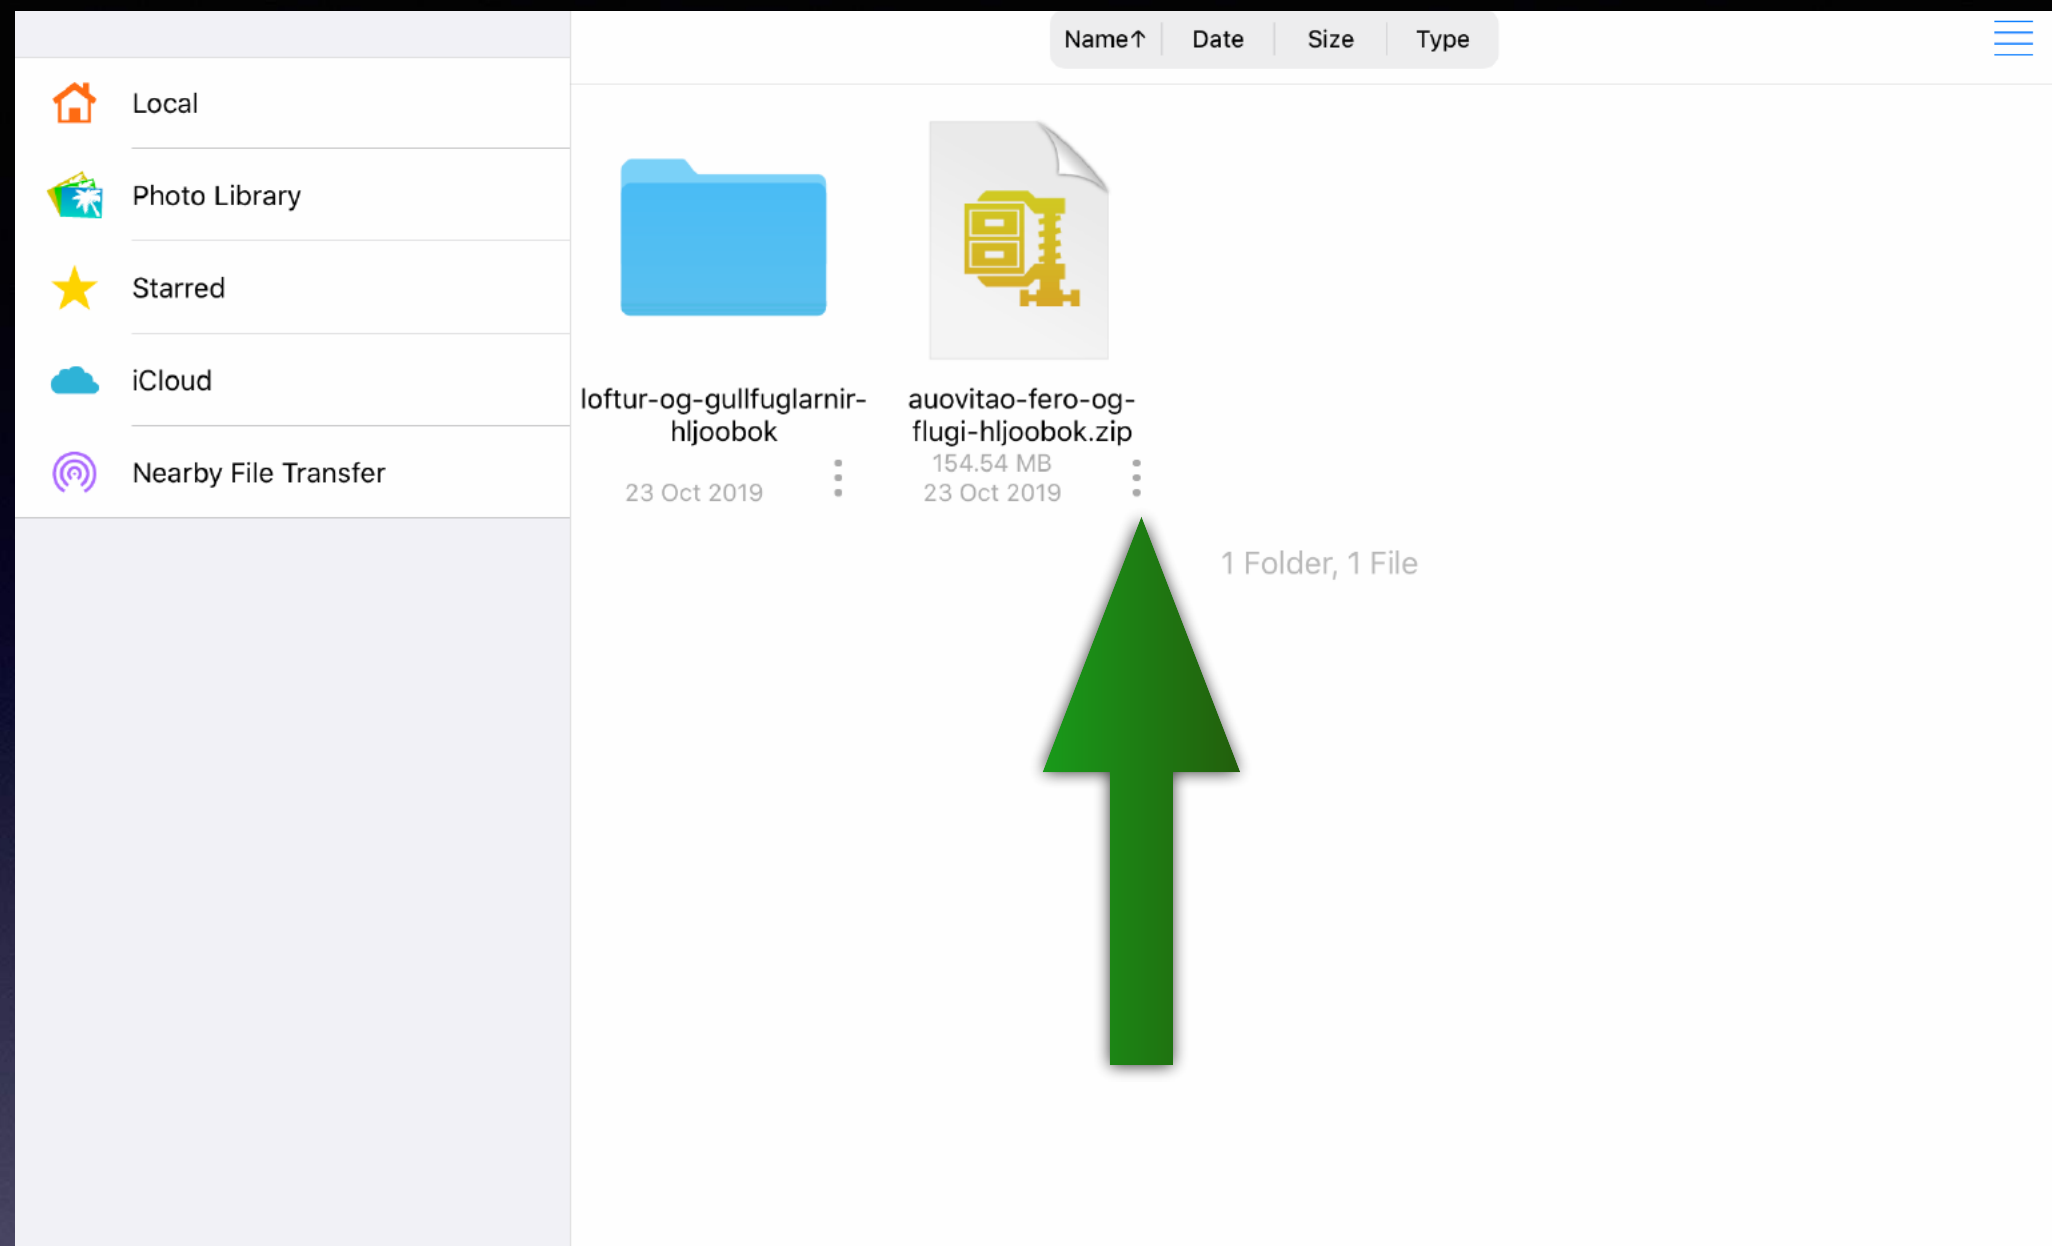 Name↑ Date Size Type
Local
Photo Library
Starred
iCloud
Nearby File Transfer
loftur-og-gullfuglarnir-
hljoobok
23 Oct 2019
auovitao-fero-og-
flugi-hljoobok.zip
154.54 MB
23 Oct 2019
1 Folder, 1 File